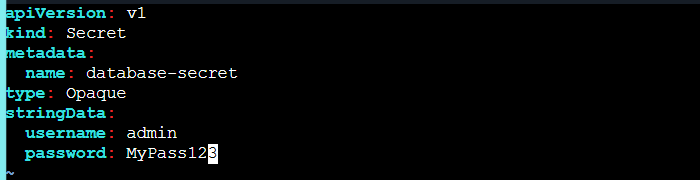 apiVersion: v1
kind: Secret
metadata:
  name: database-secret
type: Opaque
stringData:
  username: admin
  password: MyPass123
~